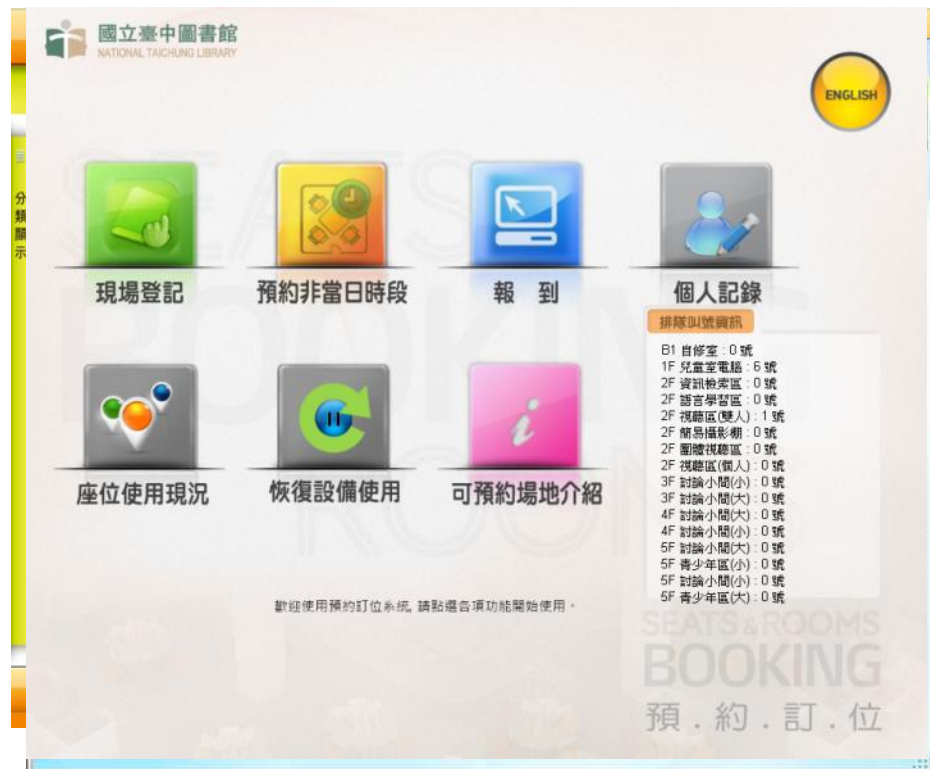 國立臺中圖書館
NATIONAL TAICHUNG LIBRARY
ENGLISH
分
類
顯
示
SEATS
BOOKING
ROOMS
現場登記
預約非當日時段
報 到
個人記錄
排隊叫號資訊
B1 自修室 : 0 號
1F 兒童室電腦 : 6 號
2F 資訊檢索區 : 0 號
2F 語言學習區 : 0 號
2F 視聽區(雙人) : 1 號
2F 簡易攝影棚 : 0 號
2F 團體視聽區 : 0 號
2F 視聽區(個人) : 0 號
3F 討論小間(小) : 0 號
3F 討論小間(大) : 0 號
4F 討論小間(大) : 0 號
4F 討論小間(小) : 0 號
5F 討論小間(大) : 0 號
5F 青少年區(小) : 0 號
5F 討論小間(小) : 0 號
5F 青少年區(大) : 0 號
座位使用現況
恢復設備使用
可預約場地介紹
歡迎使用預約訂位系統, 請點選各項功能開始使用。
SEATS & ROOMS
BOOKING
預．約．訂．位